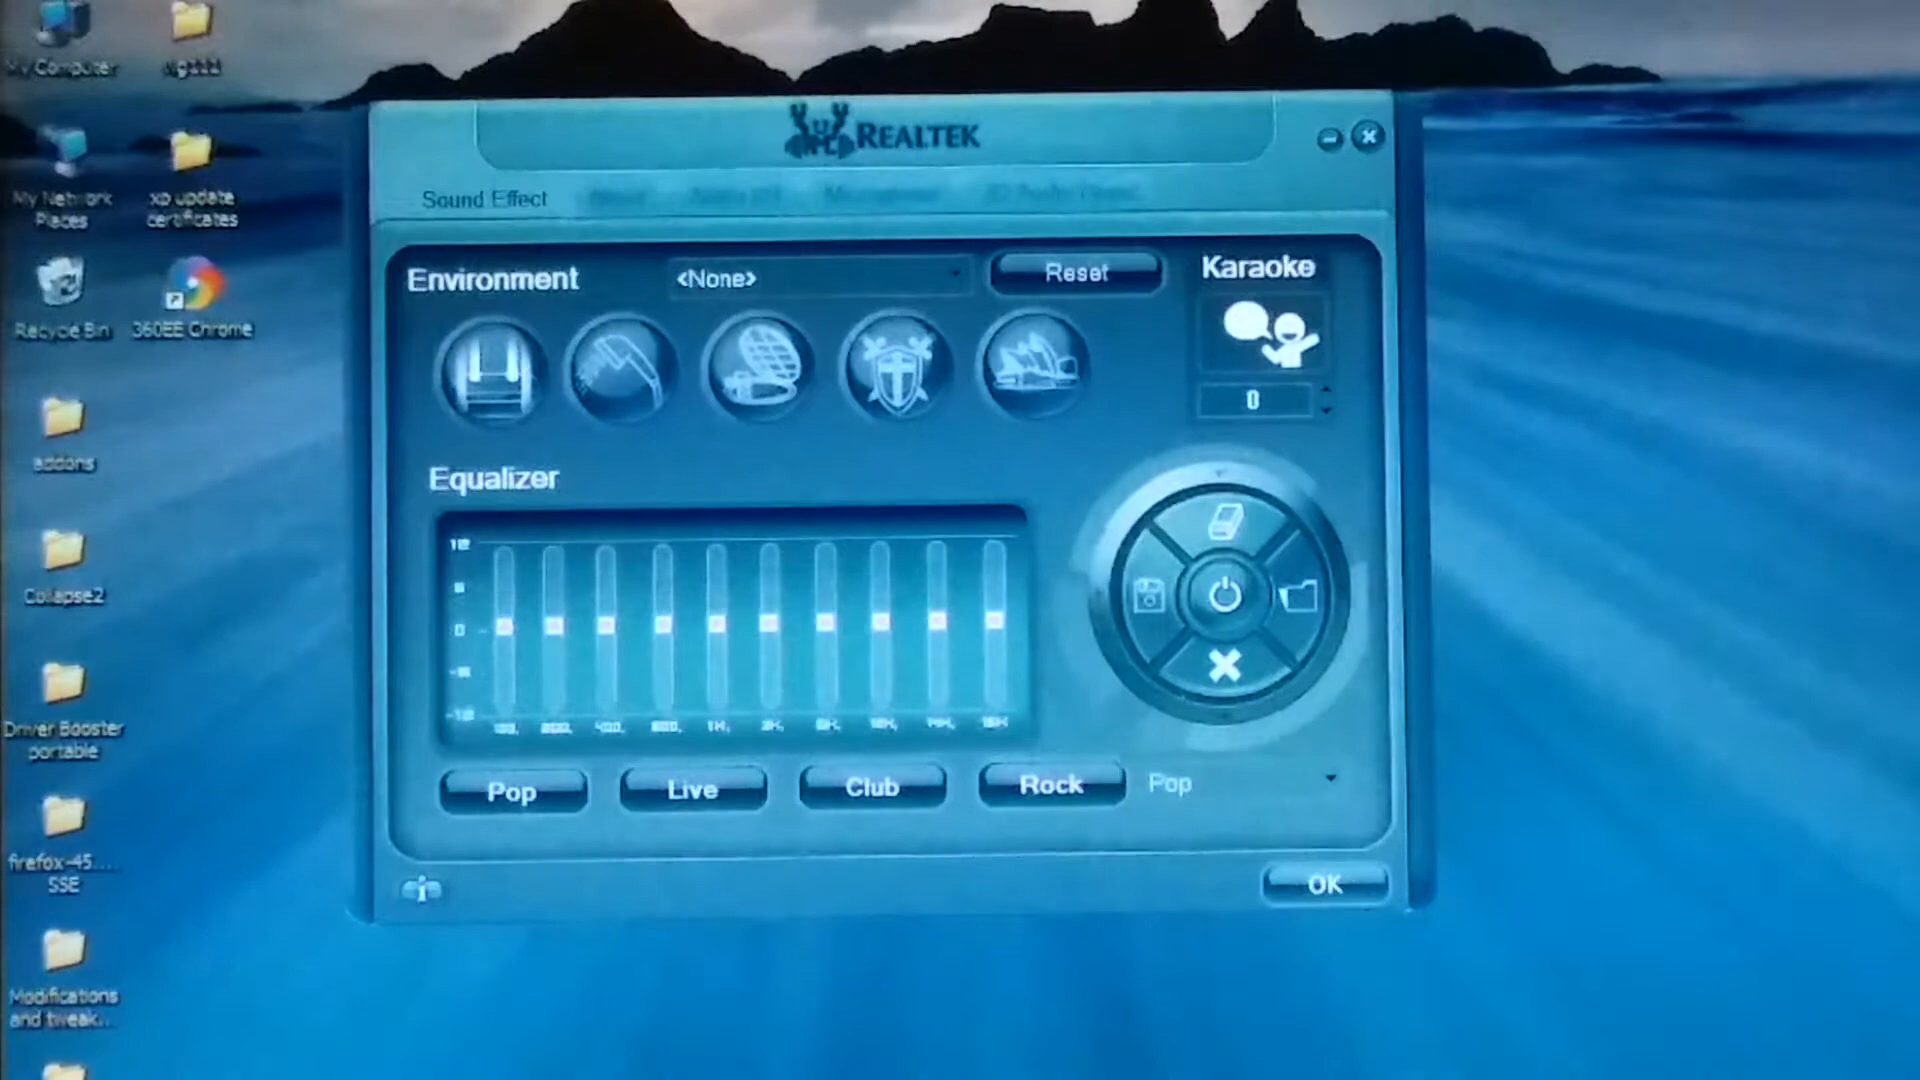 My Computer
My Network
Places
xp update
certificates
Recycle Bin
360EE Chrome
addons
Collapse2
Driver Booster
portable
firefox-45....
SSE
Modifications
and tweak...
REALTEK
Sound Effect
Environment
<None>
Reset
Karaoke
0
Equalizer
0
Pop
Live
Club
Rock
Pop
OK